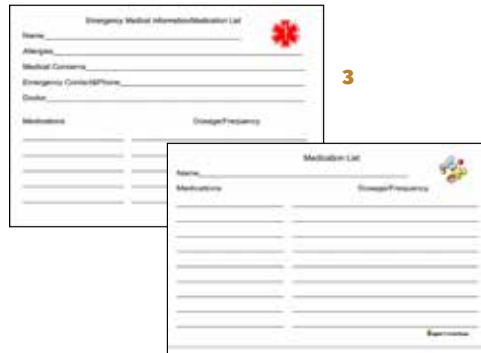 Emergency Medical Information/Medication List
Name
Allergies
Medical Concerns
Emergency Contact/Phone
Doctor
Medications Dosage/Frequency
3
Medication List
Name
Medications Dosage/Frequency